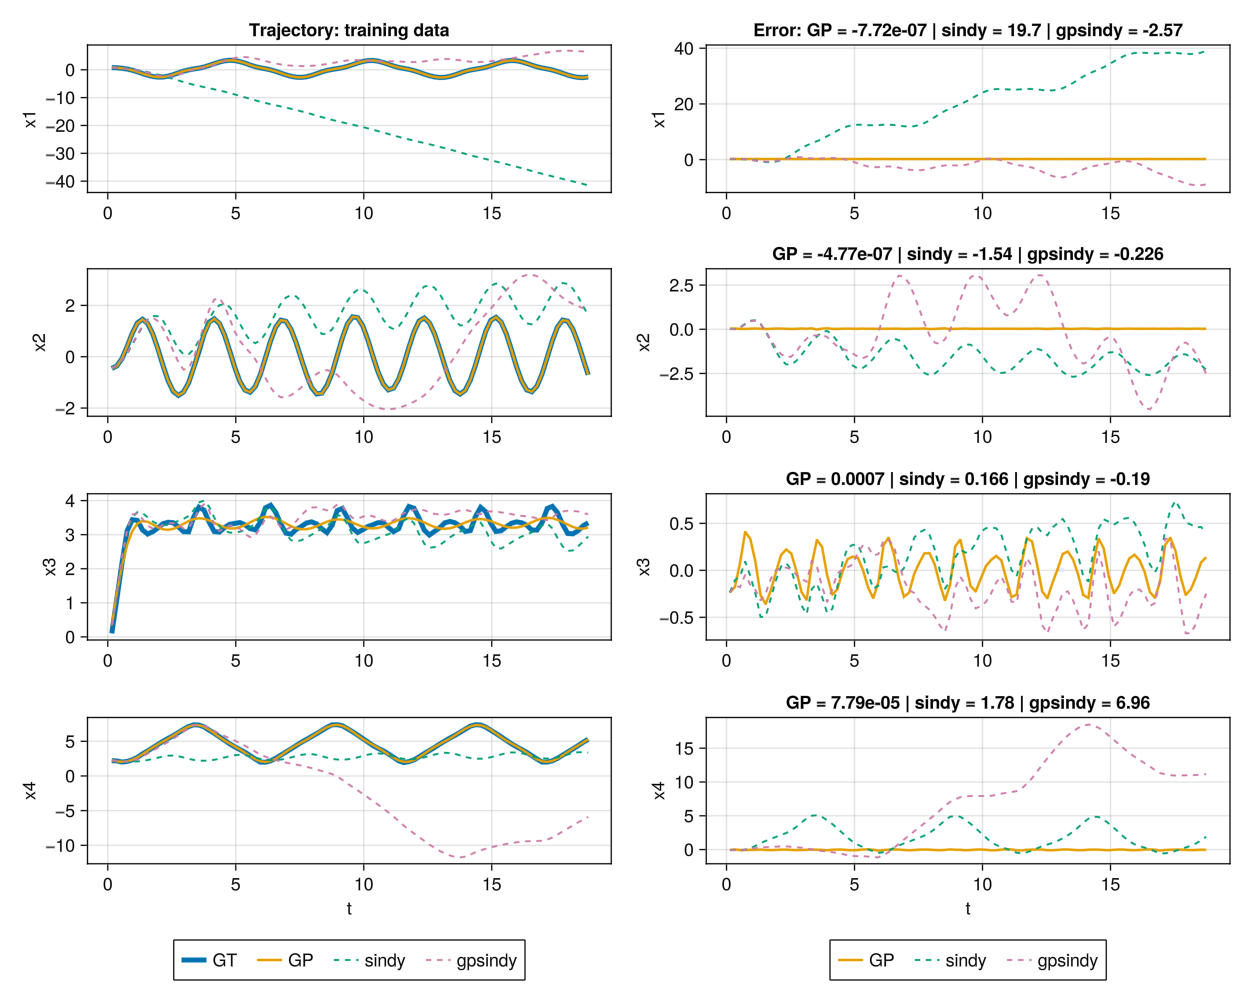 Trajectory: training data
x1
0
−10
−20
−30
−40
0 5 10 15
Error: GP = -7.72e-07 | sindy = 19.7 | gpsindy = -2.57
x1
40
20
0
0 5 10 15
x2
2
0
−2
0 5 10 15
GP = -4.77e-07 | sindy = -1.54 | gpsindy = -0.226
x2
2.5
0.0
−2.5
0 5 10 15
x3
4
3
2
1
0
0 5 10 15
GP = 0.0007 | sindy = 0.166 | gpsindy = -0.19
x3
0.5
0.0
−0.5
0 5 10 15
x4
5
0
−5
−10
0 5 10 15
t
GP = 7.79e-05 | sindy = 1.78 | gpsindy = 6.96
x4
15
10
5
0
0 5 10 15
t
GT GP sindy gpsindy
GP sindy gpsindy